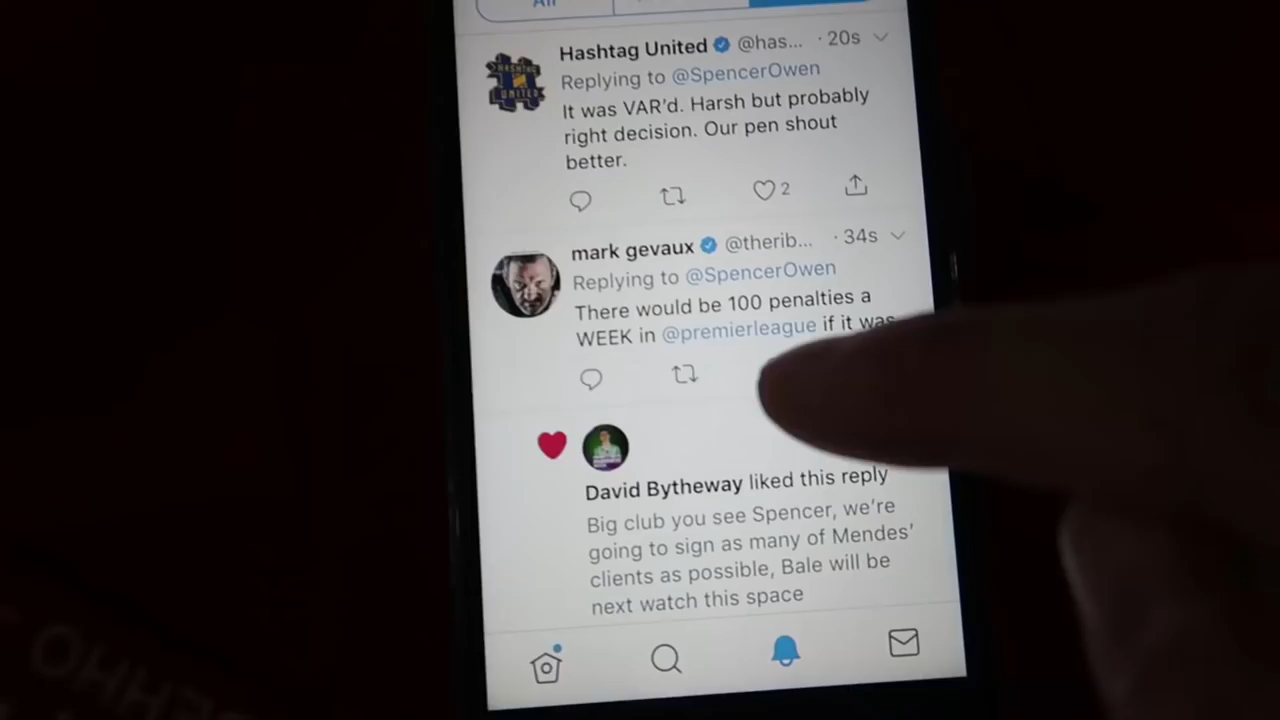 All
Hashtag United @has... · 20s
HASHTAG
UNITED
Replying to @SpencerOwen
It was VAR'd. Harsh but probably
right decision. Our pen shout
better.
2
mark gevaux @therib... · 34s
Replying to @SpencerOwen
There would be 100 penalties a
WEEK in @premierleague if it was
David Bytheway liked this reply
Big club you see Spencer, we're
going to sign as many of Mendes'
clients as possible, Bale will be
next watch this space